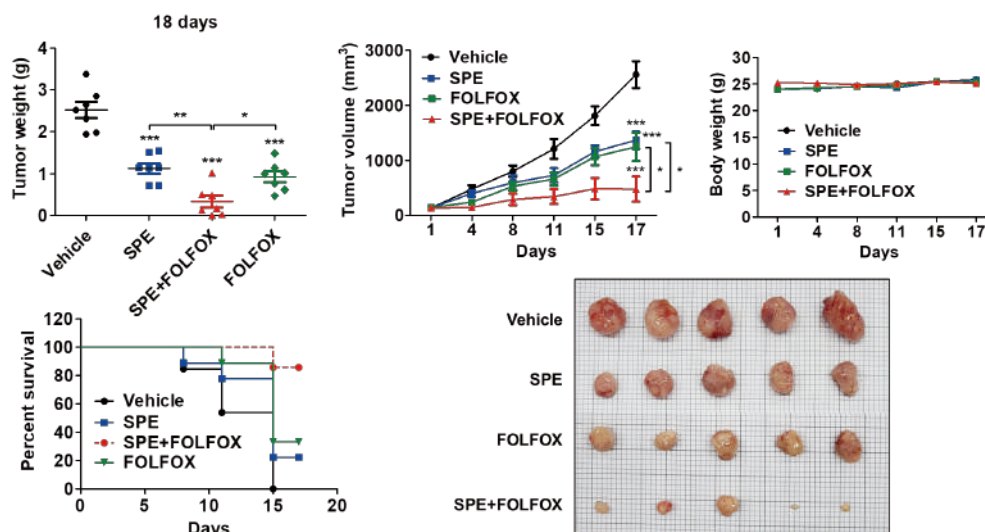 18 days
Tumor weight (g)
4
3
2
1
0
***
**
***
*
***
Vehicle
SPE
SPE+FOLFOX
FOLFOX
Tumor volume (mm³)
3000
2000
1000
0
Vehicle
SPE
FOLFOX
SPE+FOLFOX
***
***
***
*
*
1 4 8 11 15 17
Days
Body weight (g)
30
25
20
15
10
5
0
Vehicle
SPE
FOLFOX
SPE+FOLFOX
1 4 8 11 15 17
Days
Percent survival
120
100
80
60
40
20
0
Vehicle
SPE
SPE+FOLFOX
FOLFOX
0 5 10 15 20
Days
Vehicle
SPE
FOLFOX
SPE+FOLFOX